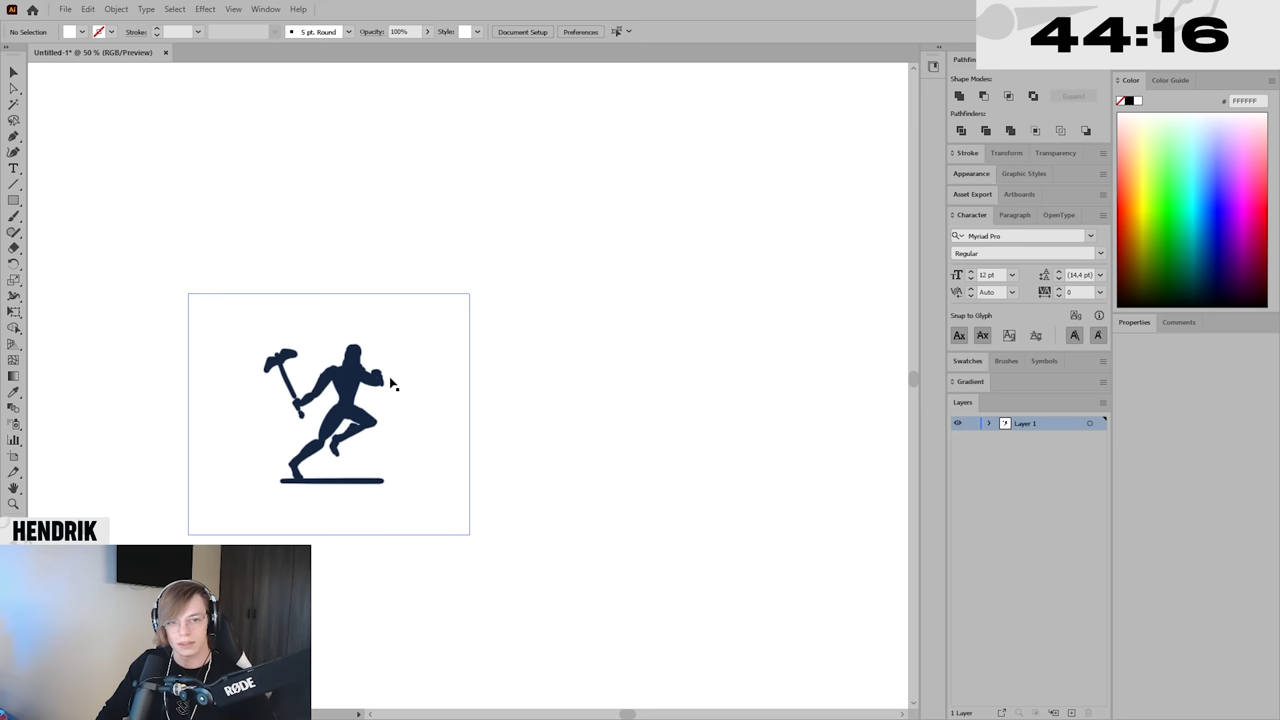 File Edit Object Type Select Effect View Window Help
44:16
No Selection Stroke: 5 pt. Round Opacity: 100% Style: Document Setup Preferences
Untitled-1* @ 50 % (RGB/Preview)
Shape Modes:
Expand
Pathfinders:
Stroke Transform Transparency
Appearance Graphic Styles
Asset Export Artboards
Character Paragraph OpenType
Myriad Pro
Regular
12 pt (14,4 pt)
Auto 0
Snap to Glyph
Swatches Brushes Symbols
Gradient
Layers
Layer 1
1 Layer
Color Color Guide
# FFFFFF
Properties Comments
HENDRIK
RØDE